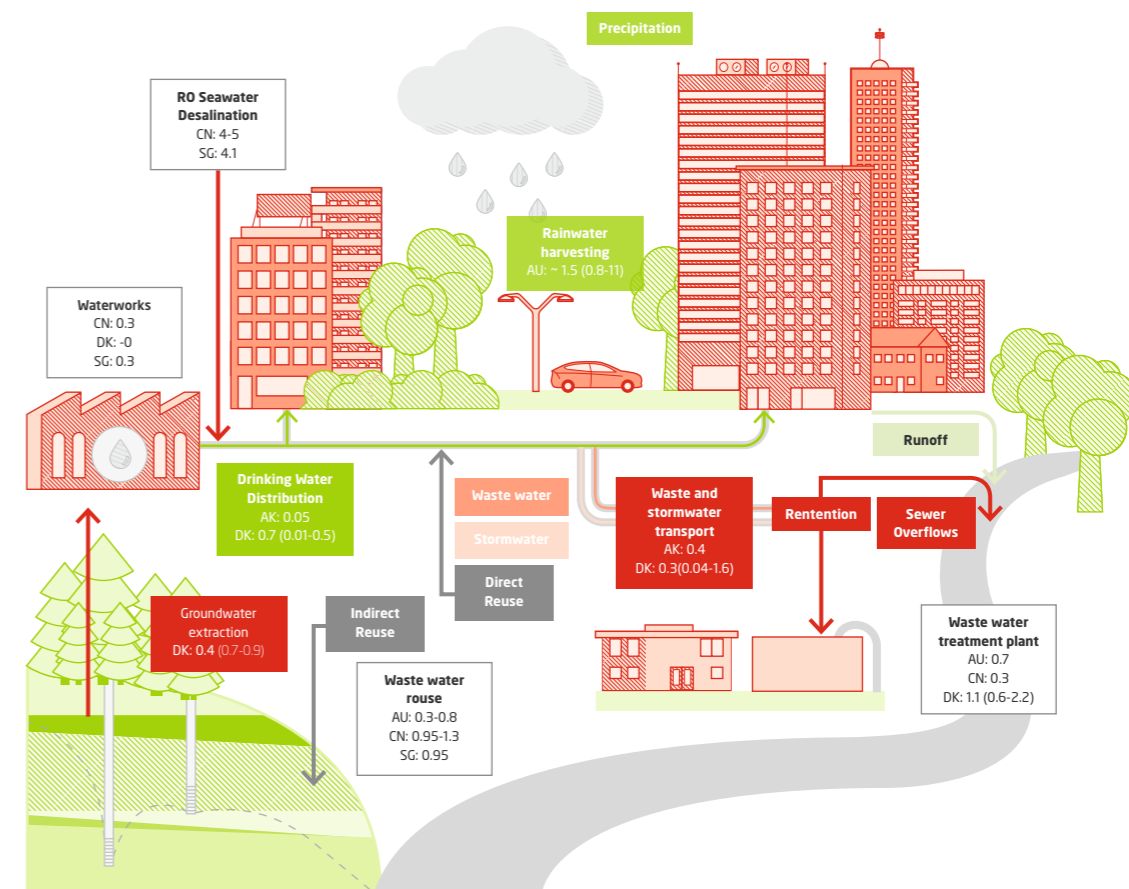 Precipitation
RO Seawater
Desalination
CN: 4-5
SG: 4.1
Rainwater
harvesting
AU: ~ 1.5 (0.8-11)
Waterworks
CN: 0.3
DK: -0
SG: 0.3
Runoff
Drinking Water
Distribution
AK: 0.05
DK: 0.7 (0.01-0.5)
Waste water
Stormwater
Direct
Reuse
Waste and
stormwater
transport
AK: 0.4
DK: 0.3(0.04-1.6)
Rentention
Sewer
Overflows
Groundwater
extraction
DK: 0.4 (0.7-0.9)
Indirect
Reuse
Waste water
rouse
AU: 0.3-0.8
CN: 0.95-1.3
SG: 0.95
Waste water
treatment plant
AU: 0.7
CN: 0.3
DK: 1.1 (0.6-2.2)